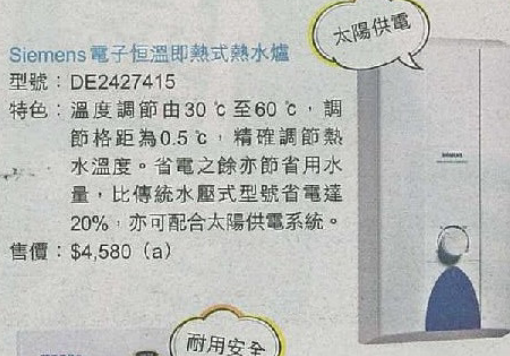 太陽供電
Siemens 電子恒溫即熱式熱水爐
型號：DE2427415
特色：溫度調節由30℃至60℃，調
節格距為0.5℃，精確調節熱
水溫度。省電之餘亦節省用水
量，比傳統水壓式型號省電達
20%，亦可配合太陽供電系統。
售價：$4,580（a）
耐用安全